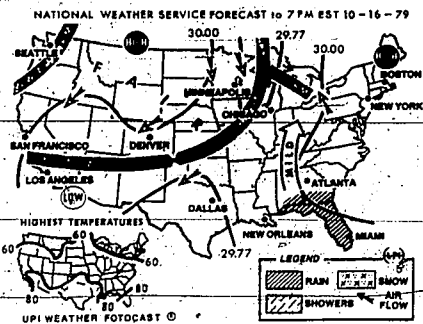 NATIONAL WEATHER SERVICE FORECAST to 7 PM EST 10-16-79
30.00
29.77
30.00
SEATTLE
HIGH
HIGH
BOSTON
MINNEAPOLIS
NEW YORK
CHICAGO
FAIR
SAN FRANCISCO
DENVER
MILD
LOS ANGELES
ATLANTA
LOW
DALLAS
HIGHEST TEMPERATURES
NEW ORLEANS
MIAMI
60
60
60
29.77
80
80
LEGEND
UPI
RAIN
SNOW
SHOWERS
AIR FLOW
UPI WEATHER FOTOCAST ©